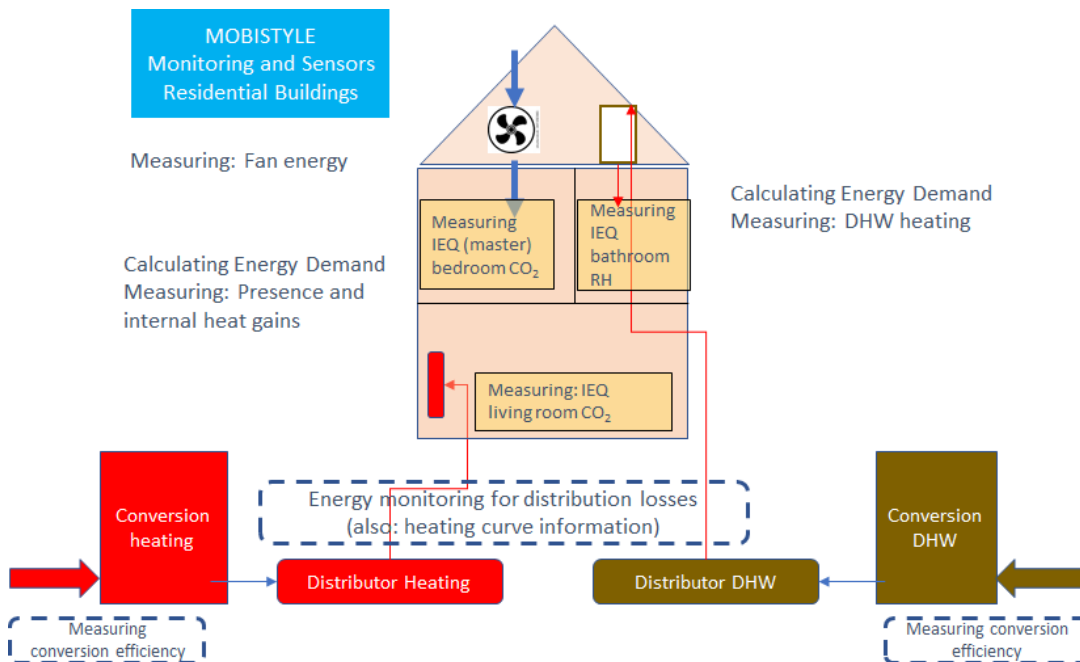 MOBISTYLE
Monitoring and Sensors
Residential Buildings
Measuring: Fan energy
Calculating Energy Demand
Measuring: DHW heating
Measuring
IEQ (master)
bedroom CO₂
Measuring
IEQ
bathroom
RH
Calculating Energy Demand
Measuring: Presence and
internal heat gains
Measuring: IEQ
living room CO₂
Conversion
heating
Energy monitoring for distribution losses
(also: heating curve information)
Conversion
DHW
Distributor Heating
Distributor DHW
Measuring
conversion efficiency
Measuring conversion
efficiency